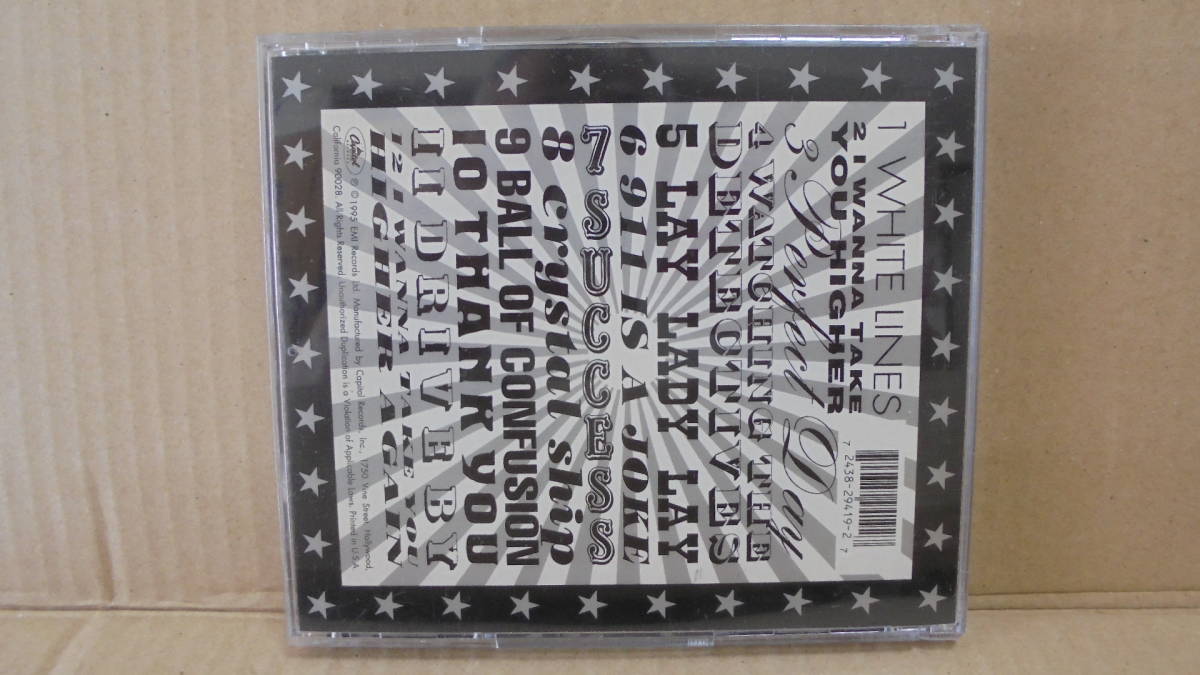 1 WHITE LINES
2 I WANNA TAKE
YOU HIGHER
3 Perfect Day
4 WATCHING THE
DETECTIVES
5 LAY LADY LAY
6 911 IS A JOKE
7 SUCCESS
8 crystal ship
9 BALL OF CONFUSION
10 THANK YOU
11 DRIVE BY
12 I WANNA TAKE YOU
HIGHER AGAIN
7 2438-29419-2 7
Capitol
℗ © 1995 EMI Records Ltd. Manufactured by Capitol Records, Inc., 1750 Vine Street, Hollywood,
California 90028. All Rights Reserved. Unauthorized Duplication is a Violation of Applicable Laws. Printed in U.S.A